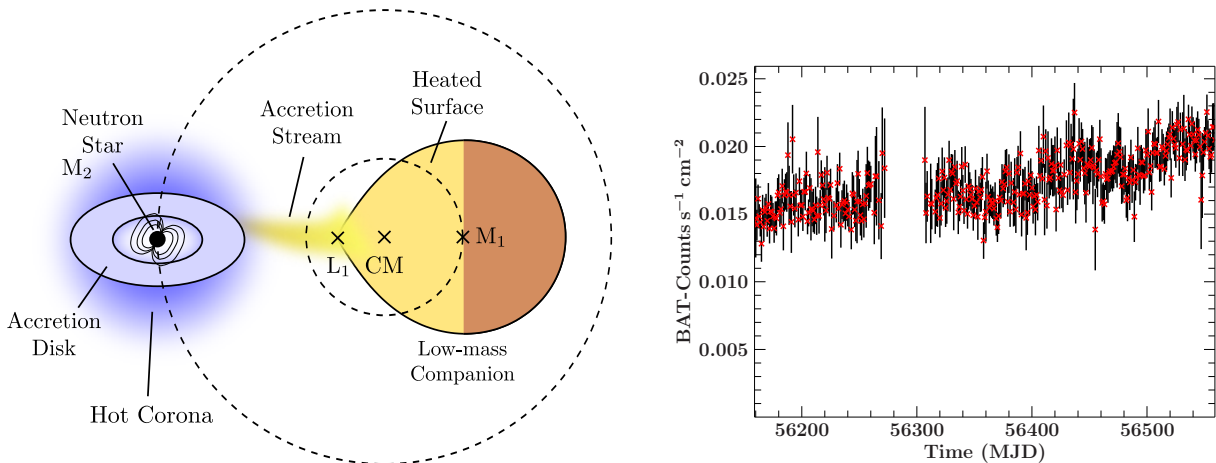 Neutron
Star
M2
Accretion
Stream
Heated
Surface
L1
CM
M1
Accretion
Disk
Low-mass
Companion
Hot Corona
BAT-Counts s−1 cm−2
0.025
0.020
0.015
0.010
0.005
56200
56300
56400
56500
Time (MJD)